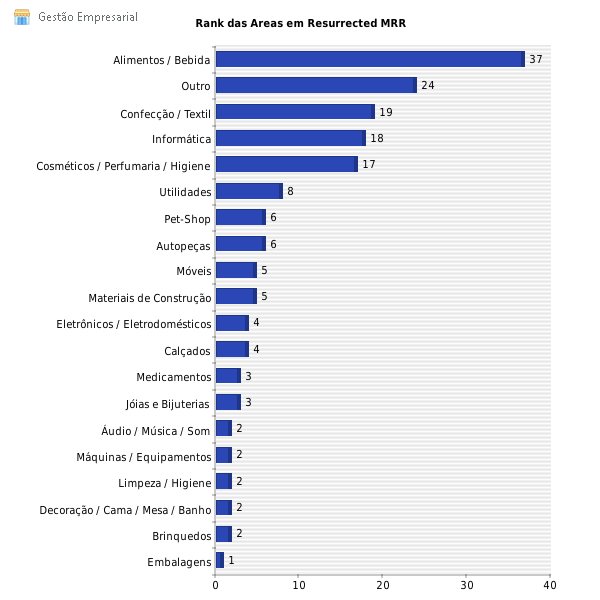 Gestão Empresarial
Rank das Areas em Resurrected MRR
Alimentos / Bebida 37
Outro 24
Confecção / Textil 19
Informática 18
Cosméticos / Perfumaria / Higiene 17
Utilidades 8
Pet-Shop 6
Autopeças 6
Móveis 5
Materiais de Construção 5
Eletrônicos / Eletrodomésticos 4
Calçados 4
Medicamentos 3
Jóias e Bijuterias 3
Áudio / Música / Som 2
Máquinas / Equipamentos 2
Limpeza / Higiene 2
Decoração / Cama / Mesa / Banho 2
Brinquedos 2
Embalagens 1
0 10 20 30 40